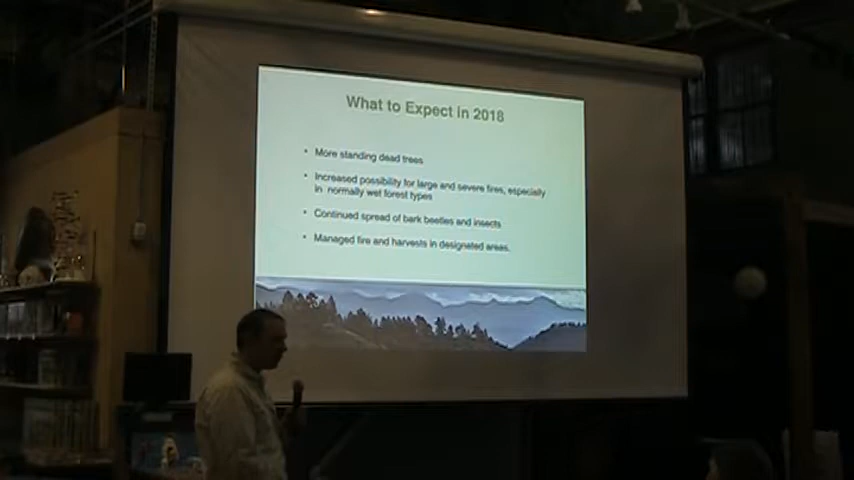 What to Expect in 2018
• More standing dead trees
• Increased possibility for large and severe fires, especially
in normally wet forest types
• Continued spread of bark beetles and insects
• Managed fire and harvests in designated areas.